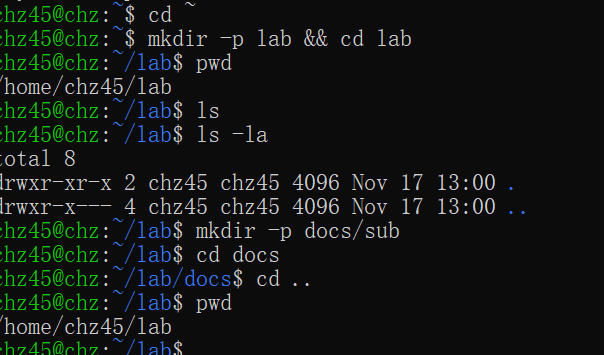 chz45@chz:~$ cd ~
chz45@chz:~$ mkdir -p lab && cd lab
chz45@chz:~/lab$ pwd
/home/chz45/lab
chz45@chz:~/lab$ ls
chz45@chz:~/lab$ ls -la
total 8
drwxr-xr-x 2 chz45 chz45 4096 Nov 17 13:00 .
drwxr-x--- 4 chz45 chz45 4096 Nov 17 13:00 ..
chz45@chz:~/lab$ mkdir -p docs/sub
chz45@chz:~/lab$ cd docs
chz45@chz:~/lab/docs$ cd ..
chz45@chz:~/lab$ pwd
/home/chz45/lab
chz45@chz:~/lab$